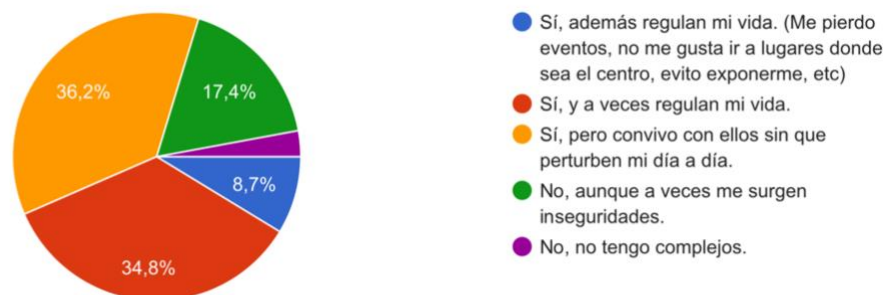 36,2%
17,4%
8,7%
34,8%
Sí, además regulan mi vida. (Me pierdo
eventos, no me gusta ir a lugares donde
sea el centro, evito exponerme, etc)
Sí, y a veces regulan mi vida.
Sí, pero convivo con ellos sin que
perturben mi día a día.
No, aunque a veces me surgen
inseguridades.
No, no tengo complejos.